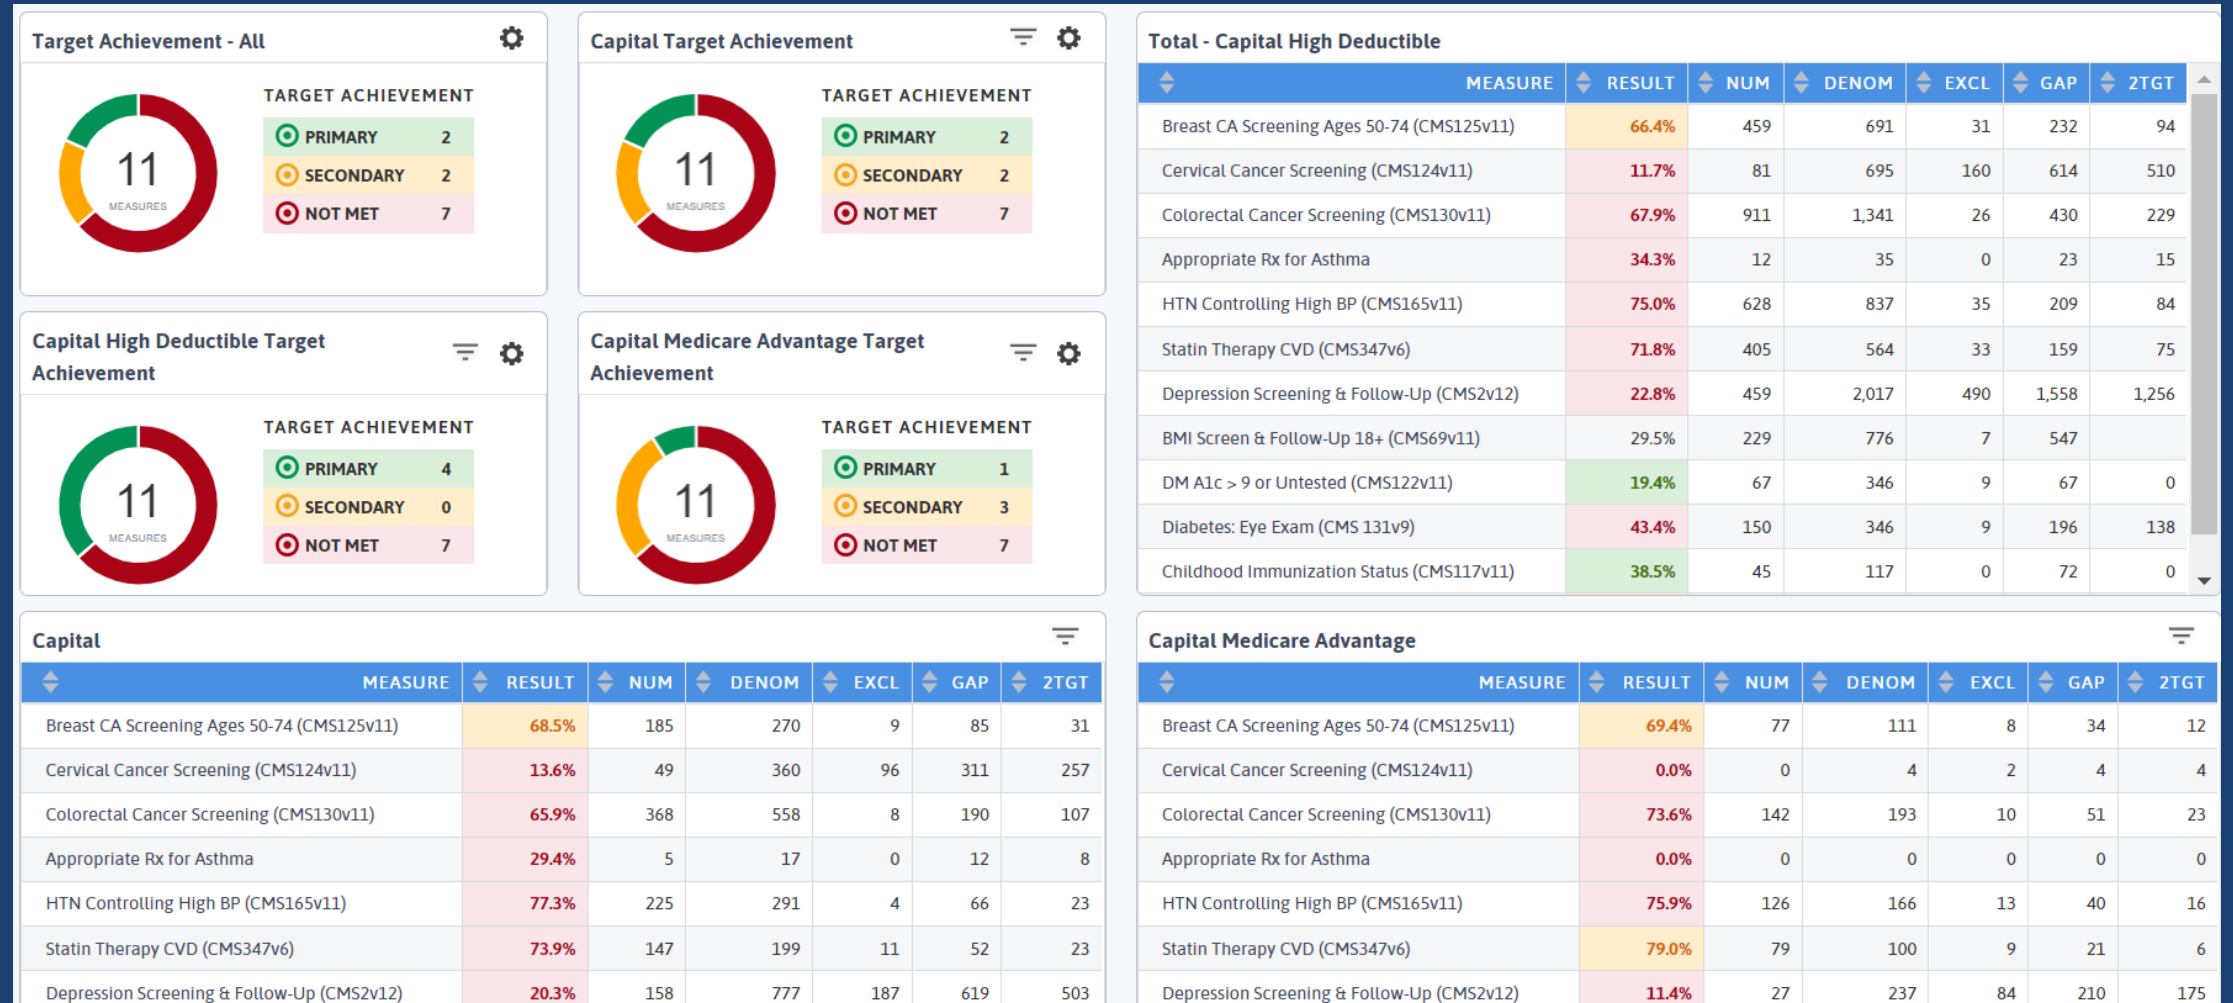 Target Achievement - All
11
MEASURES
TARGET ACHIEVEMENT
PRIMARY 2
SECONDARY 2
NOT MET 7
Capital Target Achievement
11
MEASURES
TARGET ACHIEVEMENT
PRIMARY 2
SECONDARY 2
NOT MET 7
Capital High Deductible Target
Achievement
11
MEASURES
TARGET ACHIEVEMENT
PRIMARY 4
SECONDARY 0
NOT MET 7
Capital Medicare Advantage Target
Achievement
11
MEASURES
TARGET ACHIEVEMENT
PRIMARY 1
SECONDARY 3
NOT MET 7
Total - Capital High Deductible
MEASURE RESULT NUM DENOM EXCL GAP 2TGT
Breast CA Screening Ages 50-74 (CMS125v11) 66.4% 459 691 31 232 94
Cervical Cancer Screening (CMS124v11) 11.7% 81 695 160 614 510
Colorectal Cancer Screening (CMS130v11) 67.9% 911 1,341 26 430 229
Appropriate Rx for Asthma 34.3% 12 35 0 23 15
HTN Controlling High BP (CMS165v11) 75.0% 628 837 35 209 84
Statin Therapy CVD (CMS347v6) 71.8% 405 564 33 159 75
Depression Screening & Follow-Up (CMS2v12) 22.8% 459 2,017 490 1,558 1,256
BMI Screen & Follow-Up 18+ (CMS69v11) 29.5% 229 776 7 547
DM A1c > 9 or Untested (CMS122v11) 19.4% 67 346 9 67 0
Diabetes: Eye Exam (CMS 131v9) 43.4% 150 346 9 196 138
Childhood Immunization Status (CMS117v11) 38.5% 45 117 0 72 0
Capital
MEASURE RESULT NUM DENOM EXCL GAP 2TGT
Breast CA Screening Ages 50-74 (CMS125v11) 68.5% 185 270 9 85 31
Cervical Cancer Screening (CMS124v11) 13.6% 49 360 96 311 257
Colorectal Cancer Screening (CMS130v11) 65.9% 368 558 8 190 107
Appropriate Rx for Asthma 29.4% 5 17 0 12 8
HTN Controlling High BP (CMS165v11) 77.3% 225 291 4 66 23
Statin Therapy CVD (CMS347v6) 73.9% 147 199 11 52 23
Depression Screening & Follow-Up (CMS2v12) 20.3% 158 777 187 619 503
Capital Medicare Advantage
MEASURE RESULT NUM DENOM EXCL GAP 2TGT
Breast CA Screening Ages 50-74 (CMS125v11) 69.4% 77 111 8 34 12
Cervical Cancer Screening (CMS124v11) 0.0% 0 4 2 4 4
Colorectal Cancer Screening (CMS130v11) 73.6% 142 193 10 51 23
Appropriate Rx for Asthma 0.0% 0 0 0 0 0
HTN Controlling High BP (CMS165v11) 75.9% 126 166 13 40 16
Statin Therapy CVD (CMS347v6) 79.0% 79 100 9 21 6
Depression Screening & Follow-Up (CMS2v12) 11.4% 27 237 84 210 175